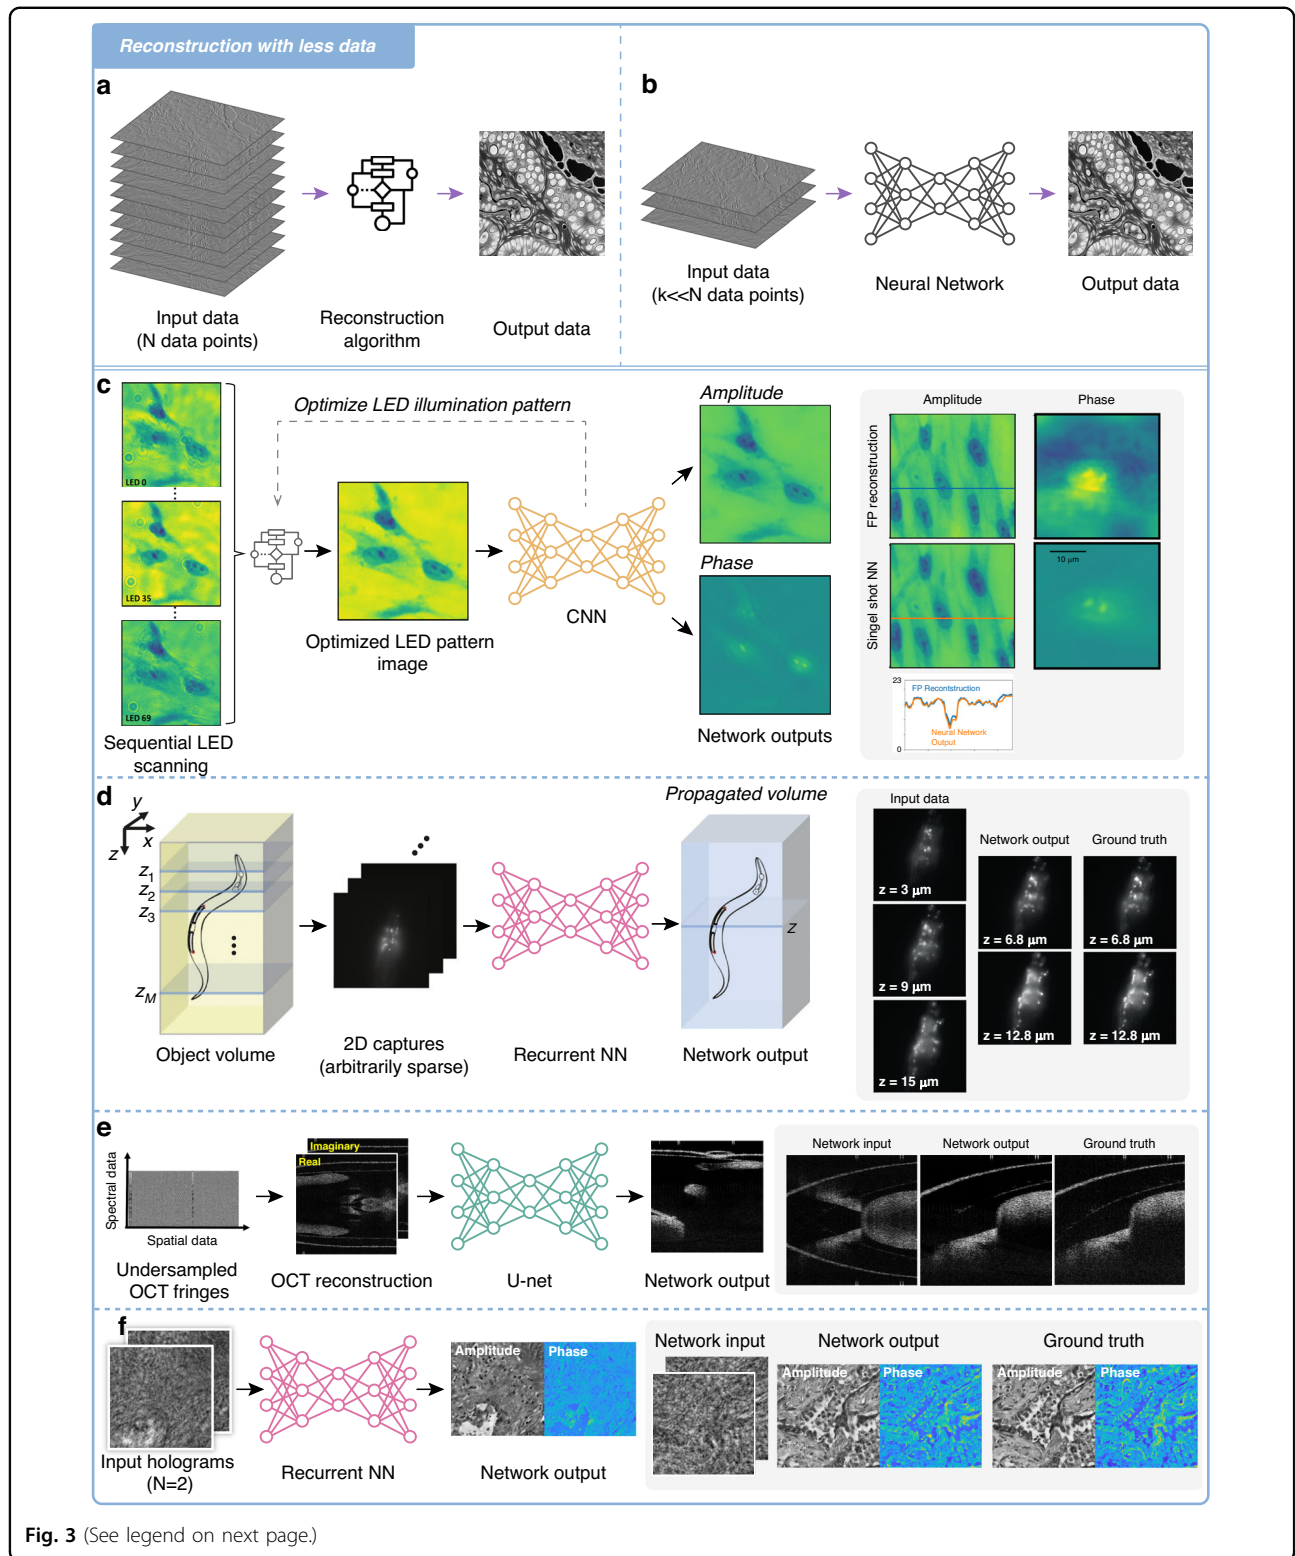 Reconstruction with less data
a
Input data
(N data points)
Reconstruction
algorithm
Output data
b
Input data
(k<<N data points)
Neural Network
Output data
c
LED 0
LED 35
LED 69
Sequential LED
scanning
Optimize LED illumination pattern
Optimized LED pattern
image
CNN
Amplitude
Phase
Network outputs
Amplitude
Phase
FP reconstruction
Singel shot NN
10 μm
23
FP Recontstruction
Neural Network
Output
0
d
y
x
z
z1
z2
z3
zM
Object volume
2D captures
(arbitrarily sparse)
Recurrent NN
Propagated volume
z
Network output
Input data
z = 3 μm
z = 9 μm
z = 15 μm
Network output
z = 6.8 μm
z = 12.8 μm
Ground truth
z = 6.8 μm
z = 12.8 μm
e
Spectral data
Spatial data
Undersampled
OCT fringes
Imaginary
Real
OCT reconstruction
U-net
Network output
Network input
Network output
Ground truth
f
Input holograms
(N=2)
Recurrent NN
Amplitude
Phase
Network output
Network input
Network output
Amplitude
Phase
Ground truth
Amplitude
Phase
Fig. 3 (See legend on next page.)